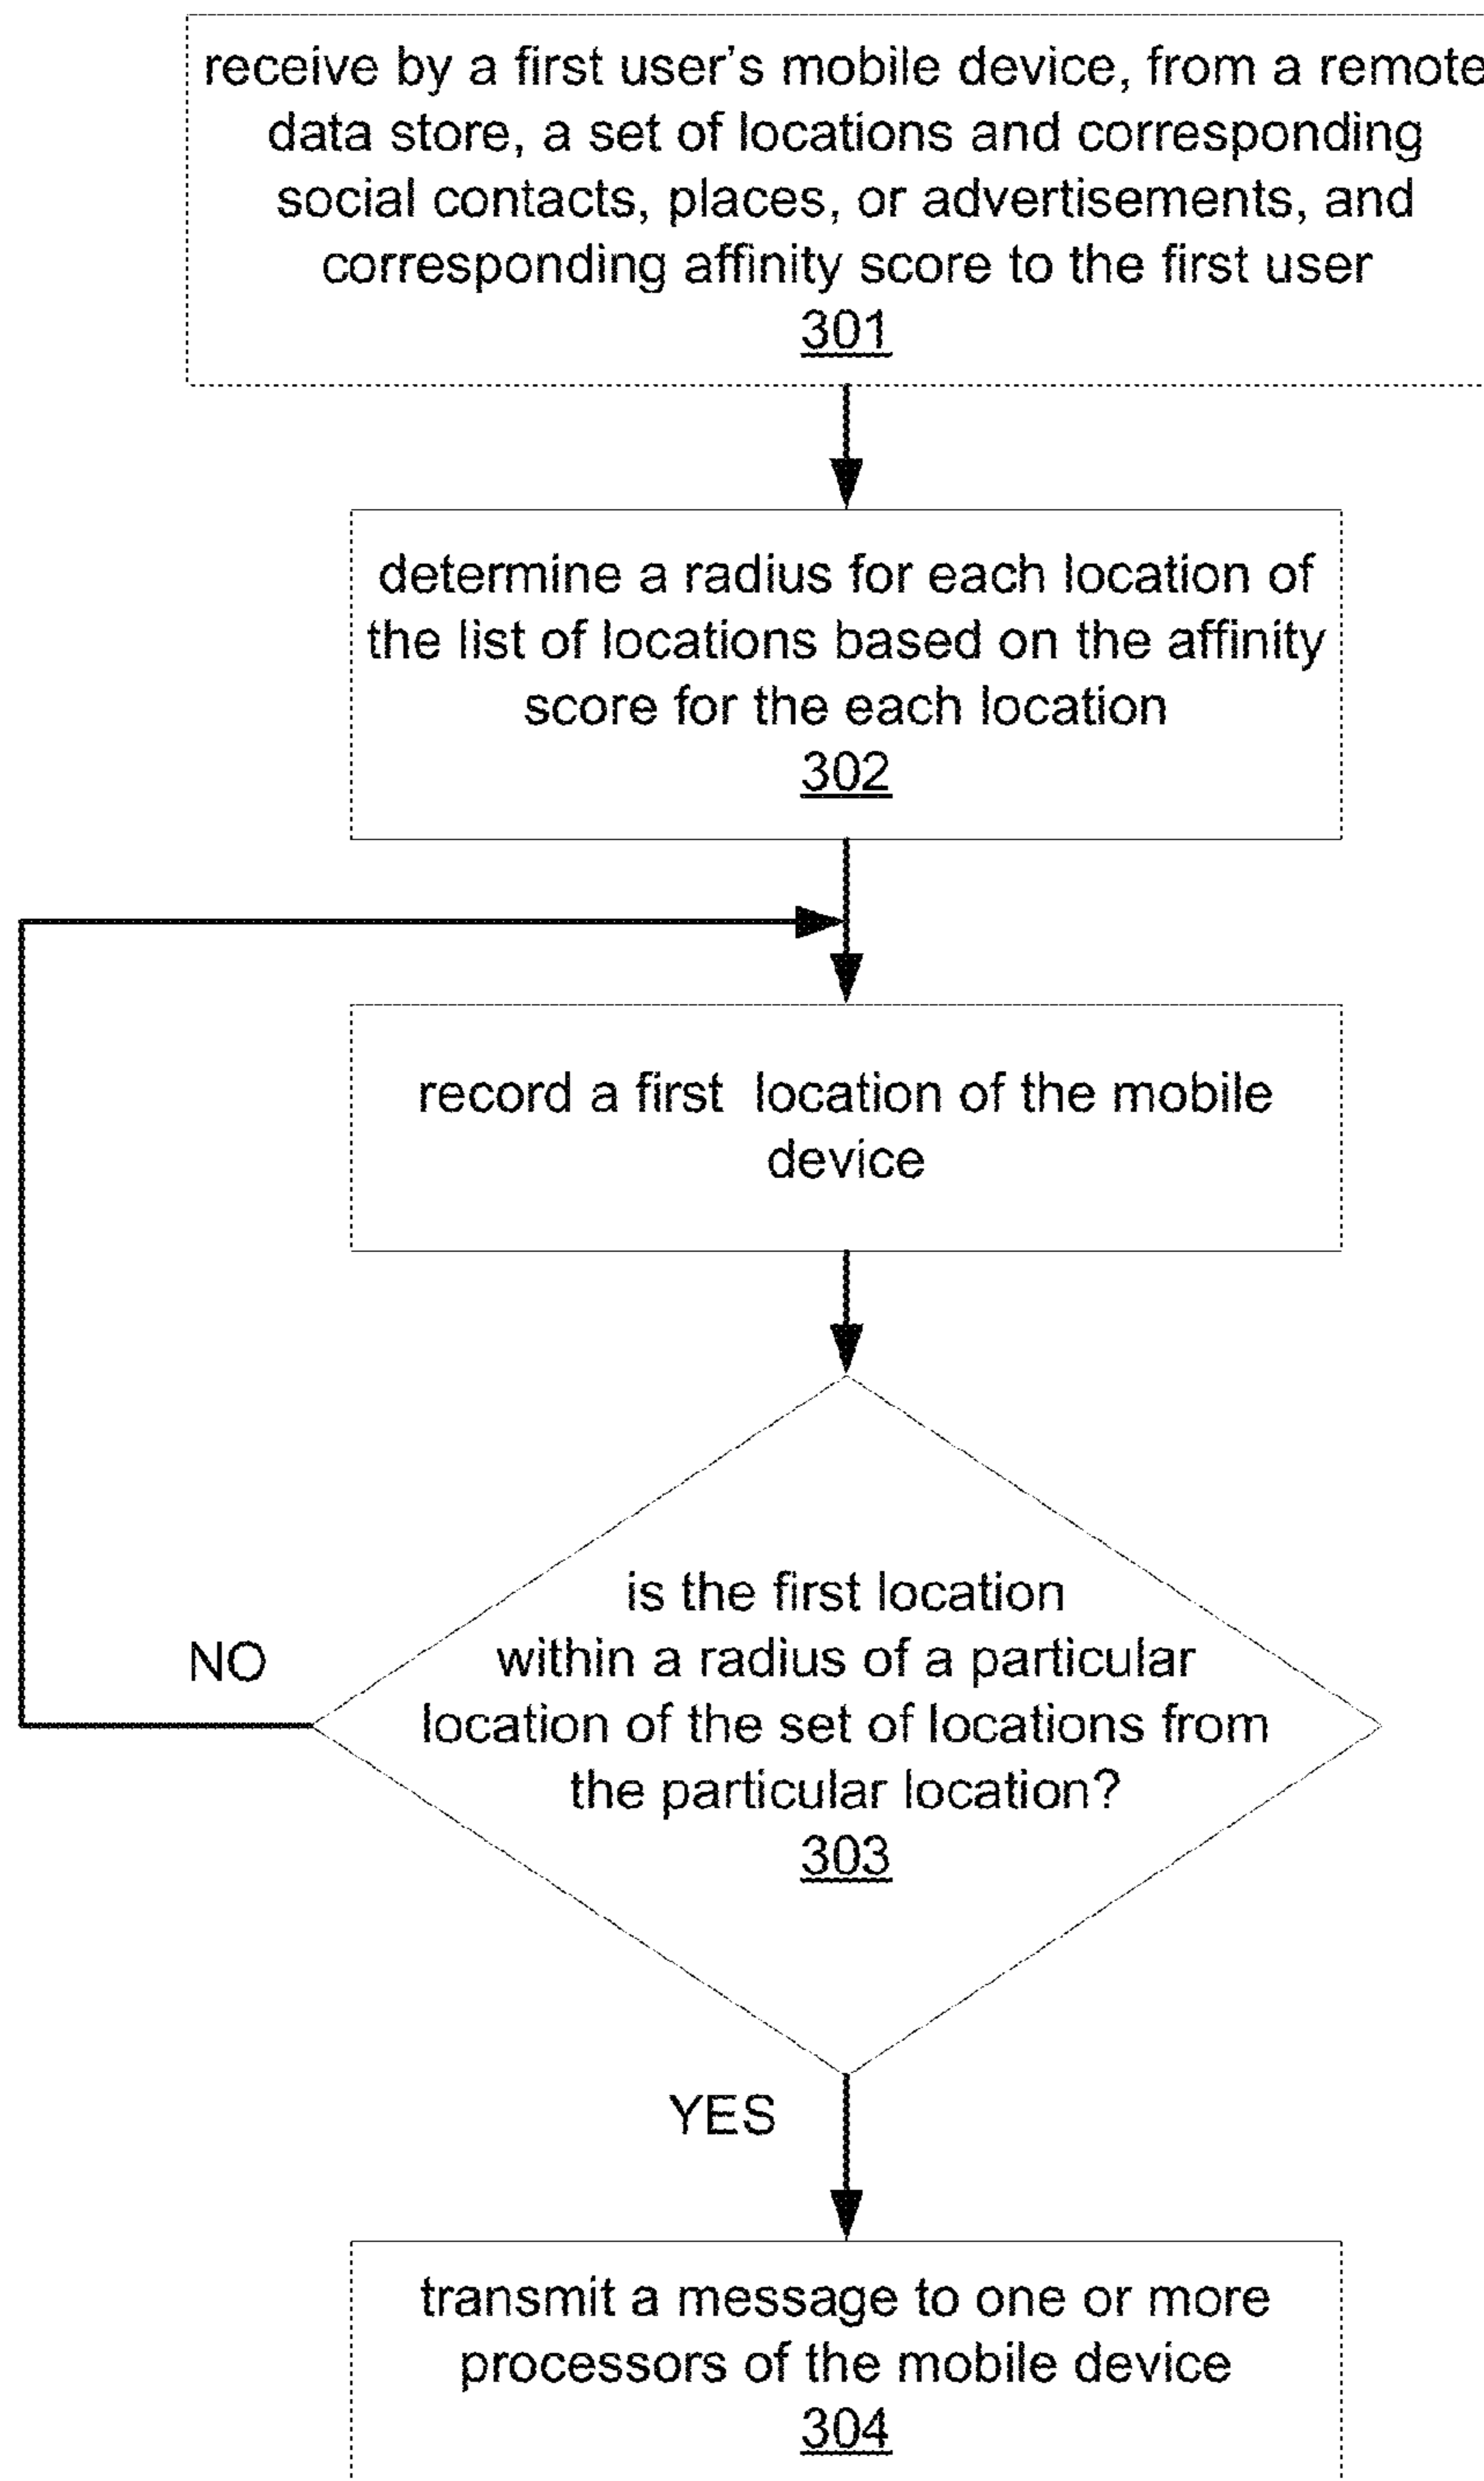 receive by a first user's mobile device, from a remote
data store, a set of locations and corresponding
social contacts, places, or advertisements, and
corresponding affinity score to the first user
301
determine a radius for each location of
the list of locations based on the affinity
score for the each location
302
record a first location of the mobile
device
is the first location
within a radius of a particular
location of the set of locations from
the particular location?
303
NO
YES
transmit a message to one or more
processors of the mobile device
304